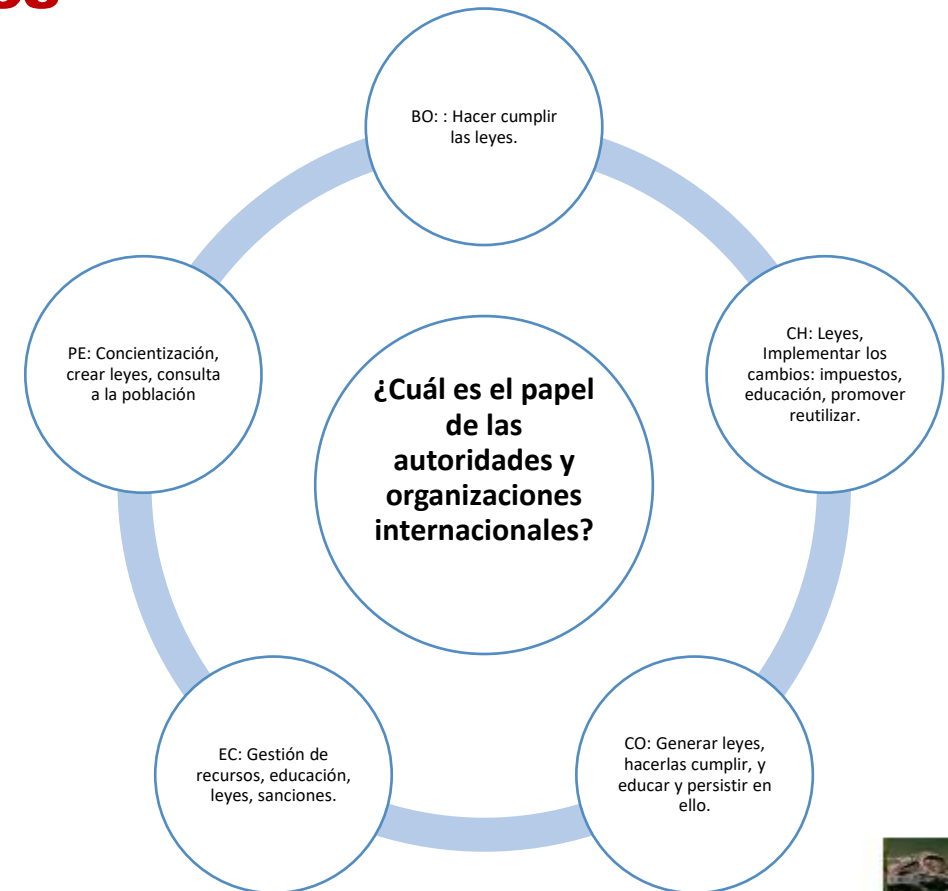 BO: : Hacer cumplir
las leyes.
CH: Leyes,
Implementar los
cambios: impuestos,
educación, promover
reutilizar.
CO: Generar leyes,
hacerlas cumplir, y
educar y persistir en
ello.
EC: Gestión de
recursos, educación,
leyes, sanciones.
PE: Concientización,
crear leyes, consulta
a la población
¿Cuál es el papel
de las
autoridades y
organizaciones
internacionales?